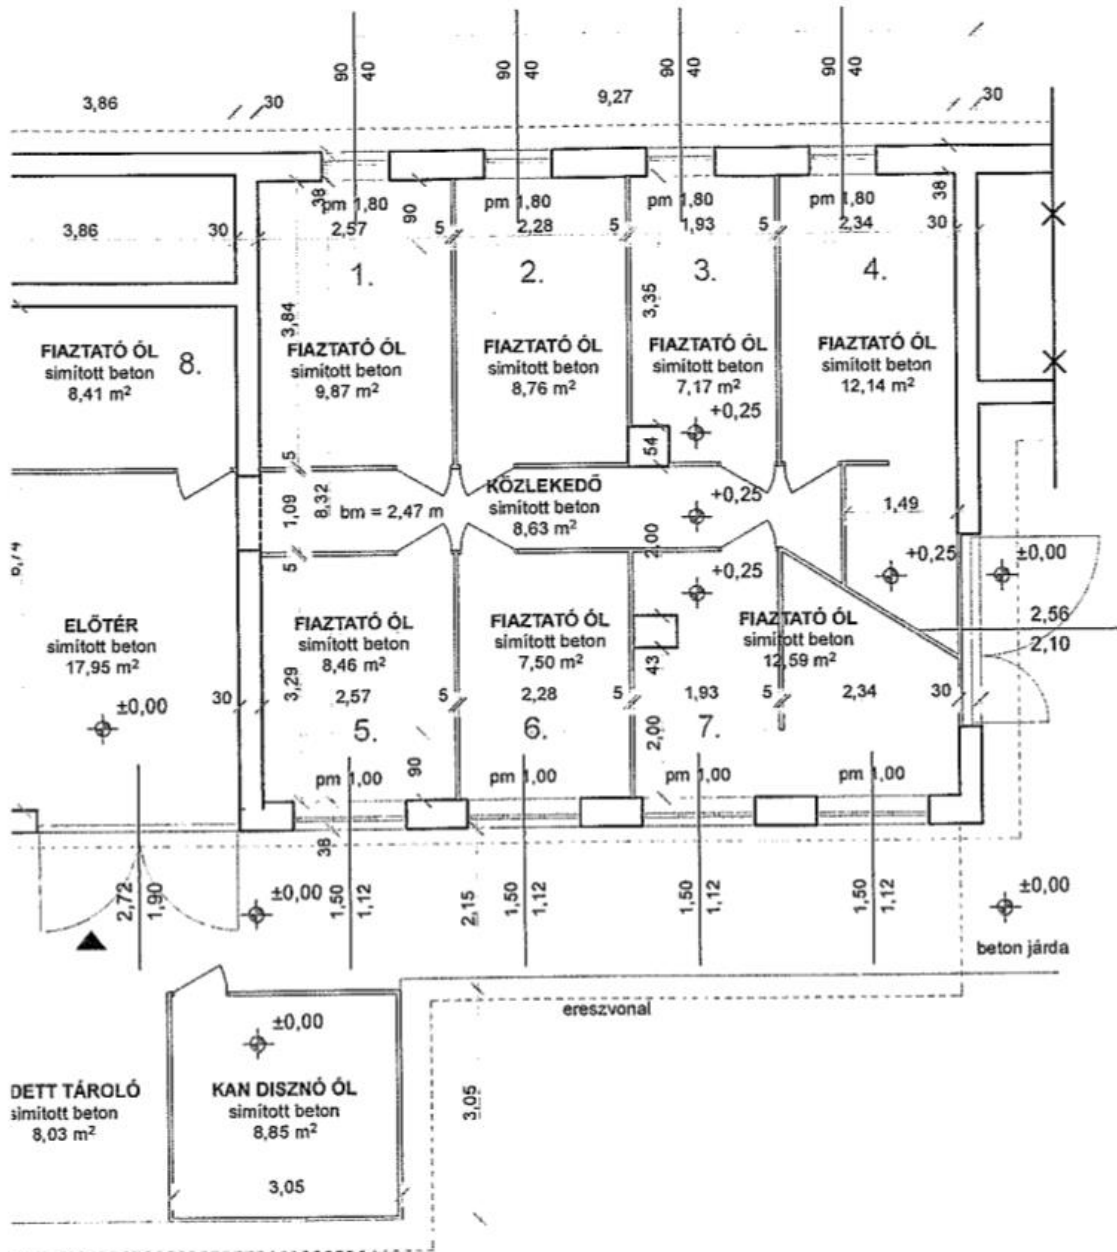 90 40
90 40
90 40
90 40
3,86
30
9,27
30
38
pm 1,80
90
pm 1,80
pm 1,80
pm 1,80
38
3,86
30
2,57
5
2,28
5
1,93
5
2,34
30
1.
2.
3.
4.
3,84
3,35
FIAZTATÓ ÓL
simított beton
8,41 m²
8.
FIAZTATÓ ÓL
simított beton
9,87 m²
FIAZTATÓ ÓL
simított beton
8,76 m²
FIAZTATÓ ÓL
simított beton
7,17 m²
FIAZTATÓ ÓL
simított beton
12,14 m²
+0,25
54
5
1,09
8,32
bm = 2,47 m
KÖZLEKEDŐ
simított beton
8,63 m²
+0,25
2,00
1,49
5
+0,25
+0,25
±0,00
ELŐTÉR
simított beton
17,95 m²
FIAZTATÓ ÓL
simított beton
8,46 m²
FIAZTATÓ ÓL
simított beton
7,50 m²
FIAZTATÓ ÓL
simított beton
12,59 m²
2,56
2,10
43
3,29
30
2,57
5
2,28
5
1,93
5
2,34
30
±0,00
5.
6.
7.
2,00
pm 1,00
90
pm 1,00
pm 1,00
pm 1,00
38
2,72
1,90
±0,00
1,50
1,12
2,15
1,50
1,12
1,50
1,12
1,50
1,12
±0,00
beton járda
ereszvonal
±0,00
DETT TÁROLÓ
simított beton
8,03 m²
KAN DISZNÓ ÓL
simított beton
8,85 m²
3,05
3,05